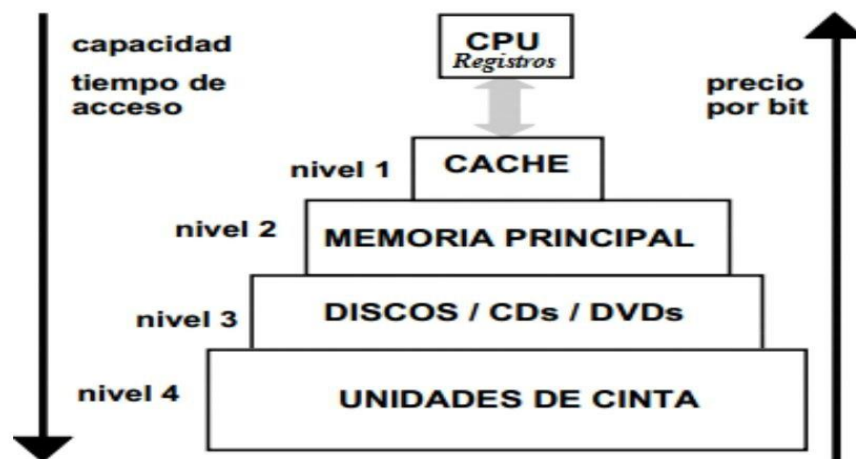 capacidad
tiempo de
acceso
CPU
Registros
precio
por bit
nivel 1
CACHE
nivel 2
MEMORIA PRINCIPAL
nivel 3
DISCOS / CDs / DVDs
nivel 4
UNIDADES DE CINTA